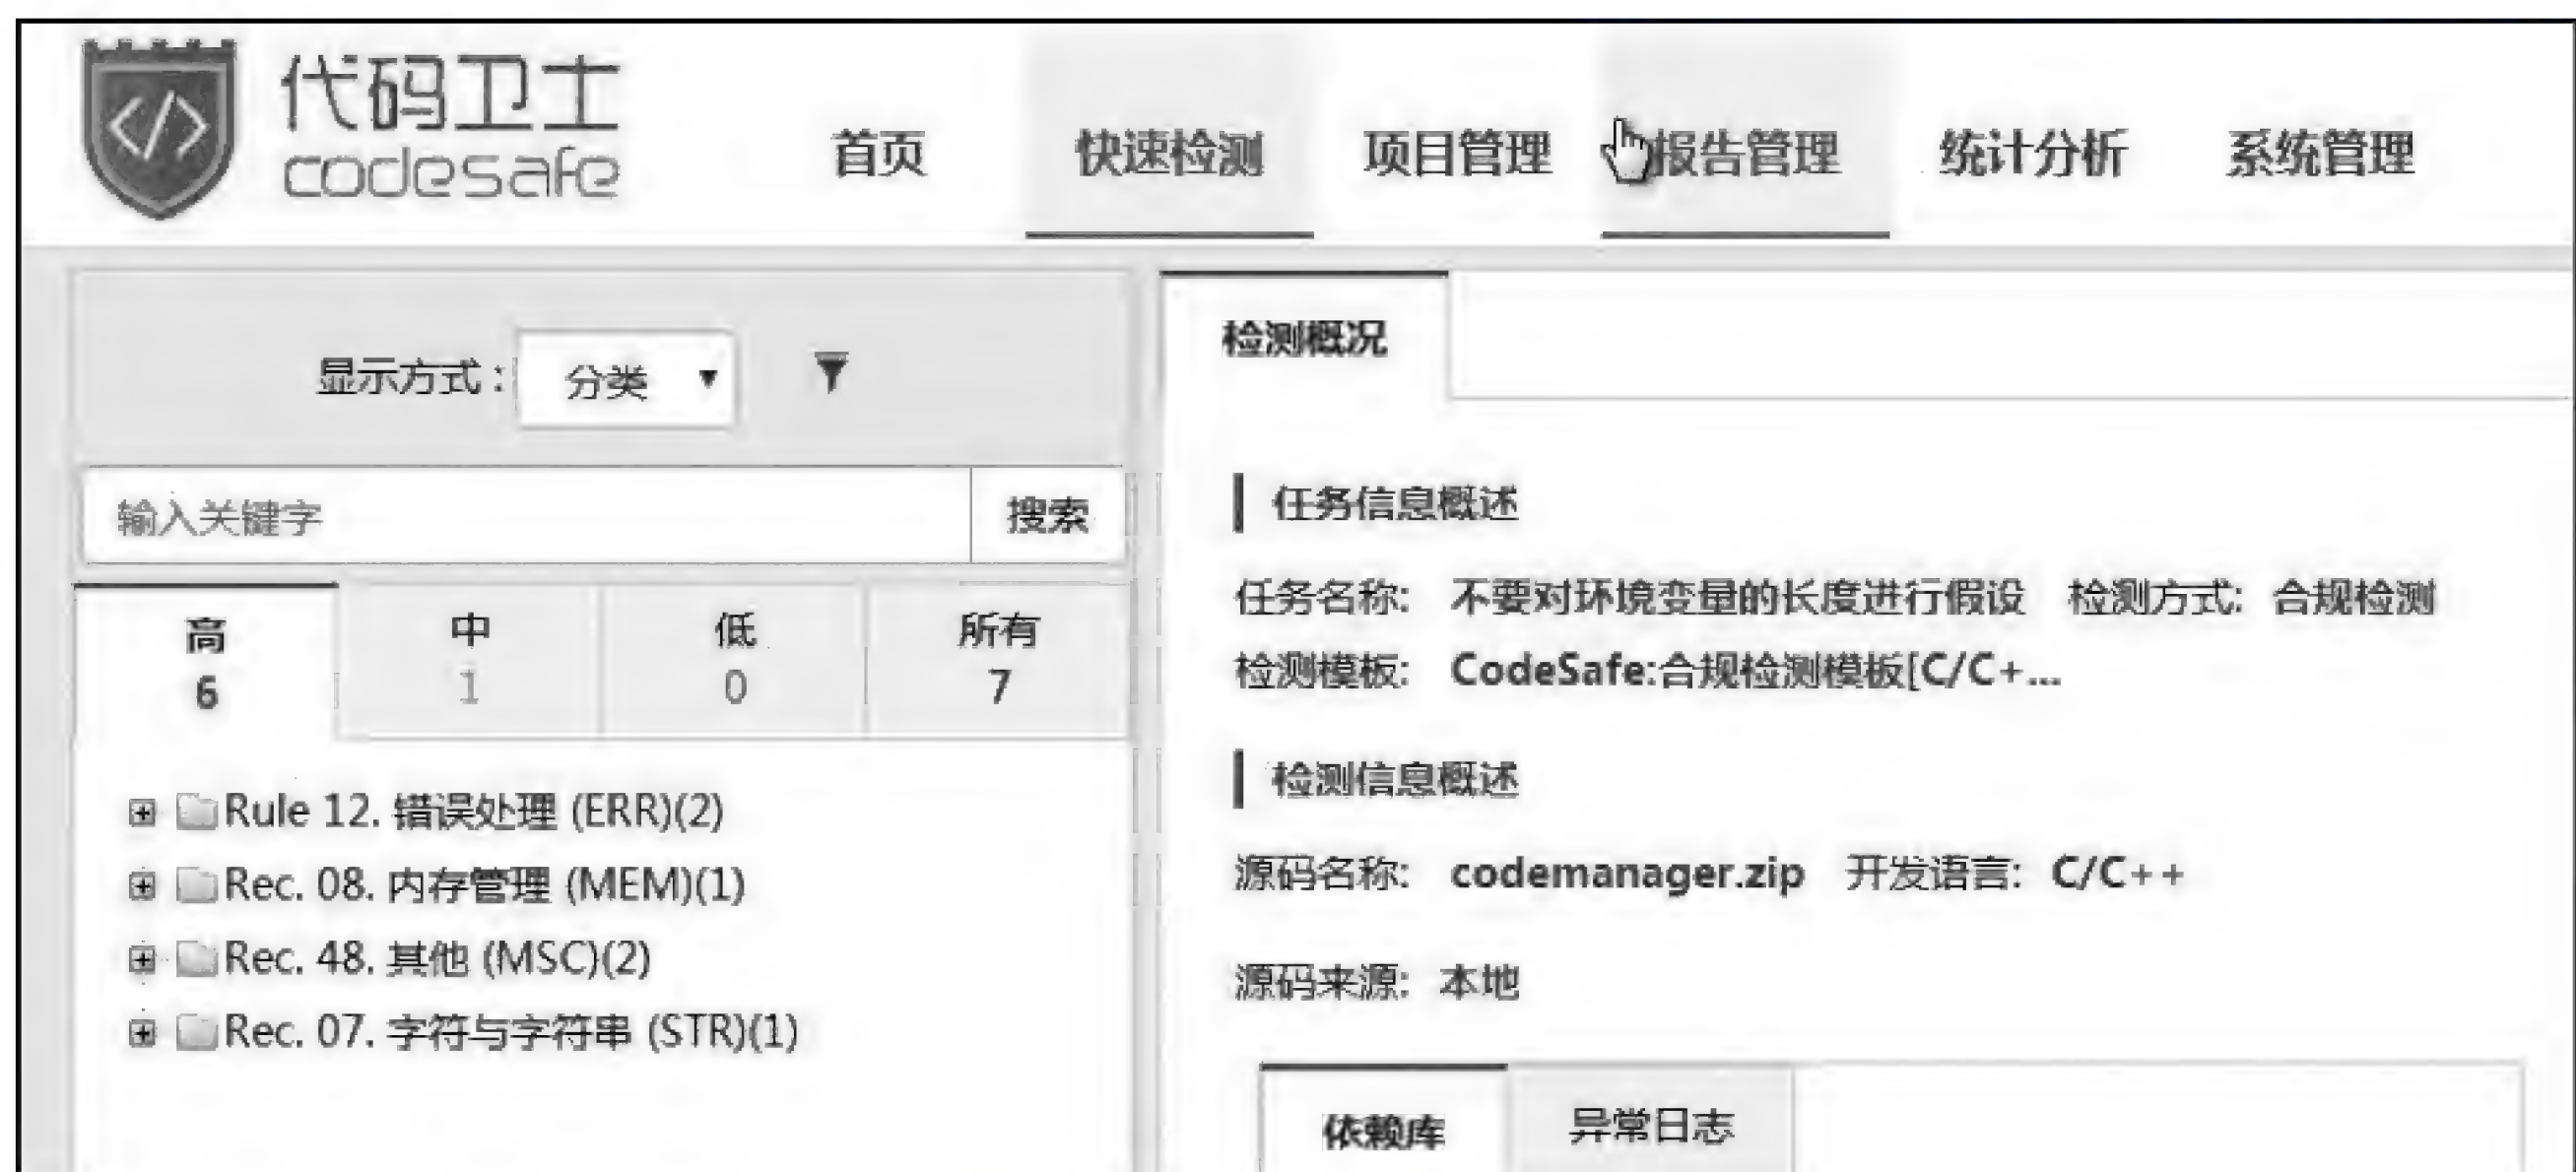 代码卫士
codesafe
首页 快速检测 项目管理 报告管理 统计分析 系统管理
显示方式: 分类
输入关键字 搜索
高 中 低 所有
6 1 0 7
Rule 12. 错误处理 (ERR)(2)
Rec. 08. 内存管理 (MEM)(1)
Rec. 48. 其他 (MSC)(2)
Rec. 07. 字符与字符串 (STR)(1)
检测概况
任务信息概述
任务名称: 不要对环境变量的长度进行假设 检测方式: 合规检测
检测模板: CodeSafe:合规检测模板[C/C+...
检测信息概述
源码名称: codemanager.zip 开发语言: C/C++
源码来源: 本地
依赖库 异常日志